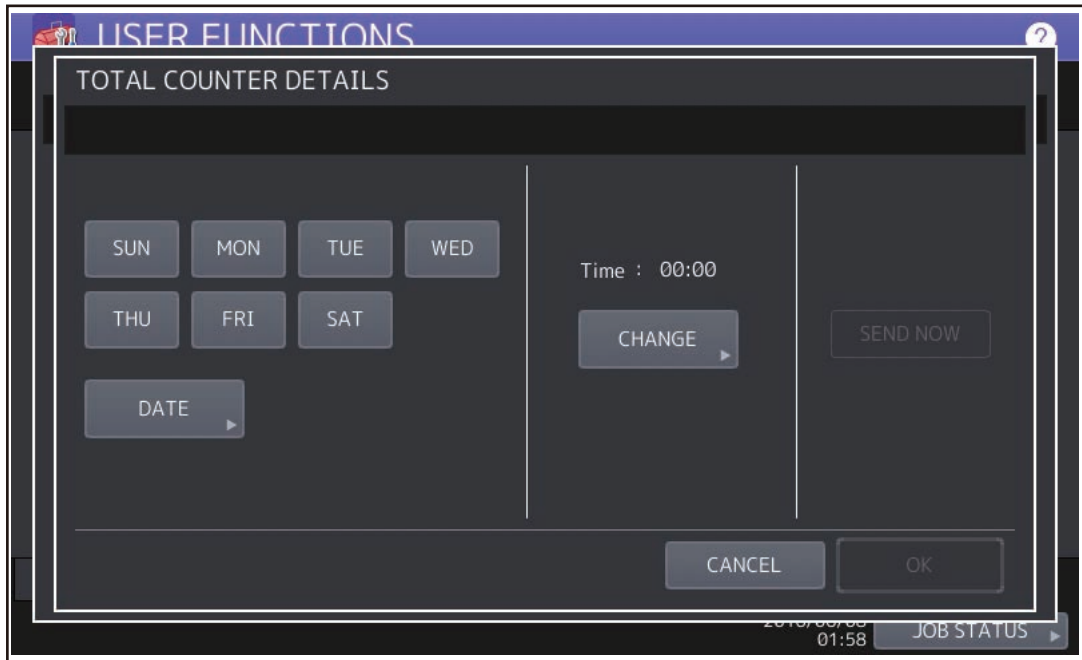 USER FUNCTIONS
?
TOTAL COUNTER DETAILS
SUN MON TUE WED
THU FRI SAT
DATE
Time : 00:00
CHANGE
SEND NOW
CANCEL OK
01:58
JOB STATUS